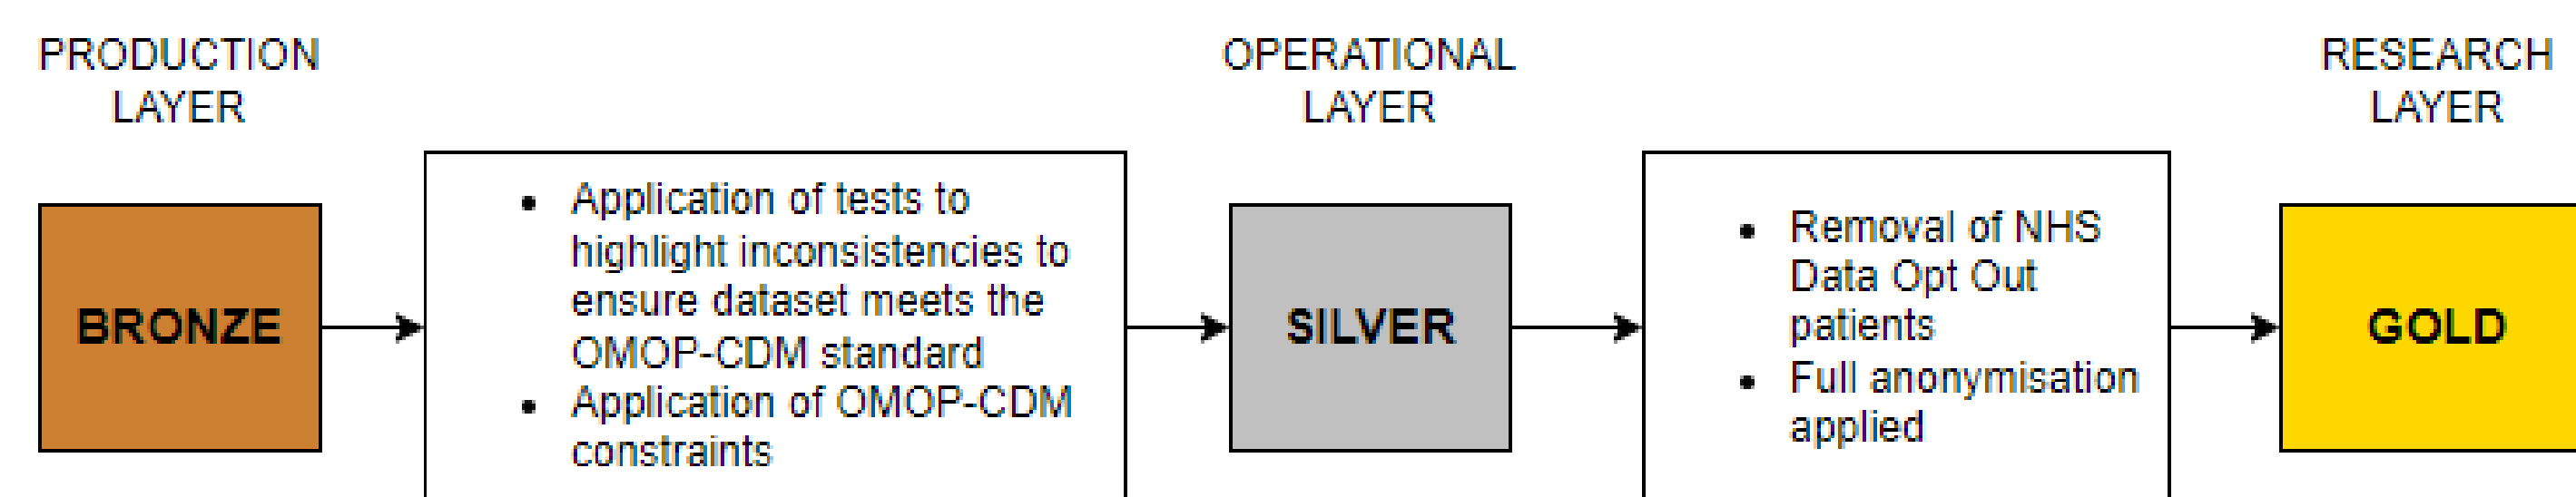 PRODUCTION
LAYER
BRONZE
• Application of tests to
highlight inconsistencies to
ensure dataset meets the
OMOP-CDM standard
• Application of OMOP-CDM
constraints
OPERATIONAL
LAYER
SILVER
• Removal of NHS
Data Opt Out
patients
• Full anonymisation
applied
RESEARCH
LAYER
GOLD